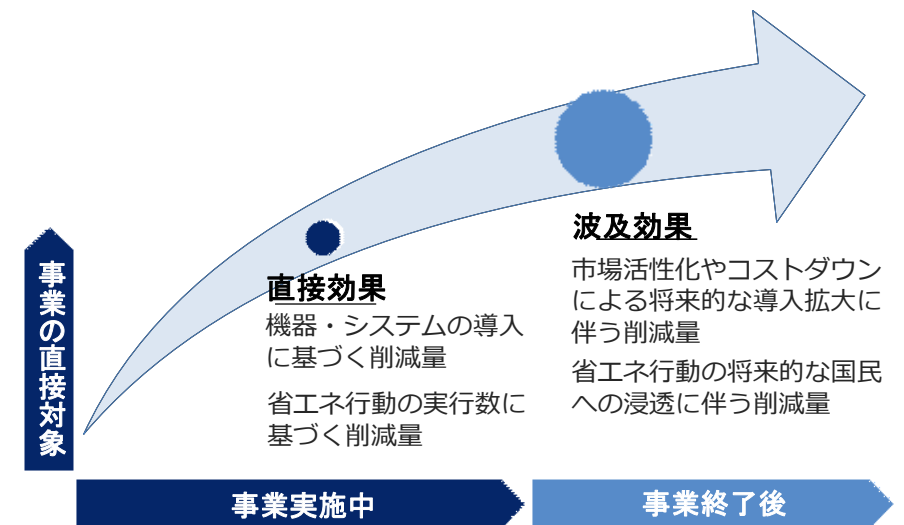 事業の直接対象
直接効果
機器・システムの導入
に基づく削減量
省エネ行動の実行数に
基づく削減量
波及効果
市場活性化やコストダウン
による将来的な導入拡大に
伴う削減量
省エネ行動の将来的な国民
への浸透に伴う削減量
事業実施中
事業終了後